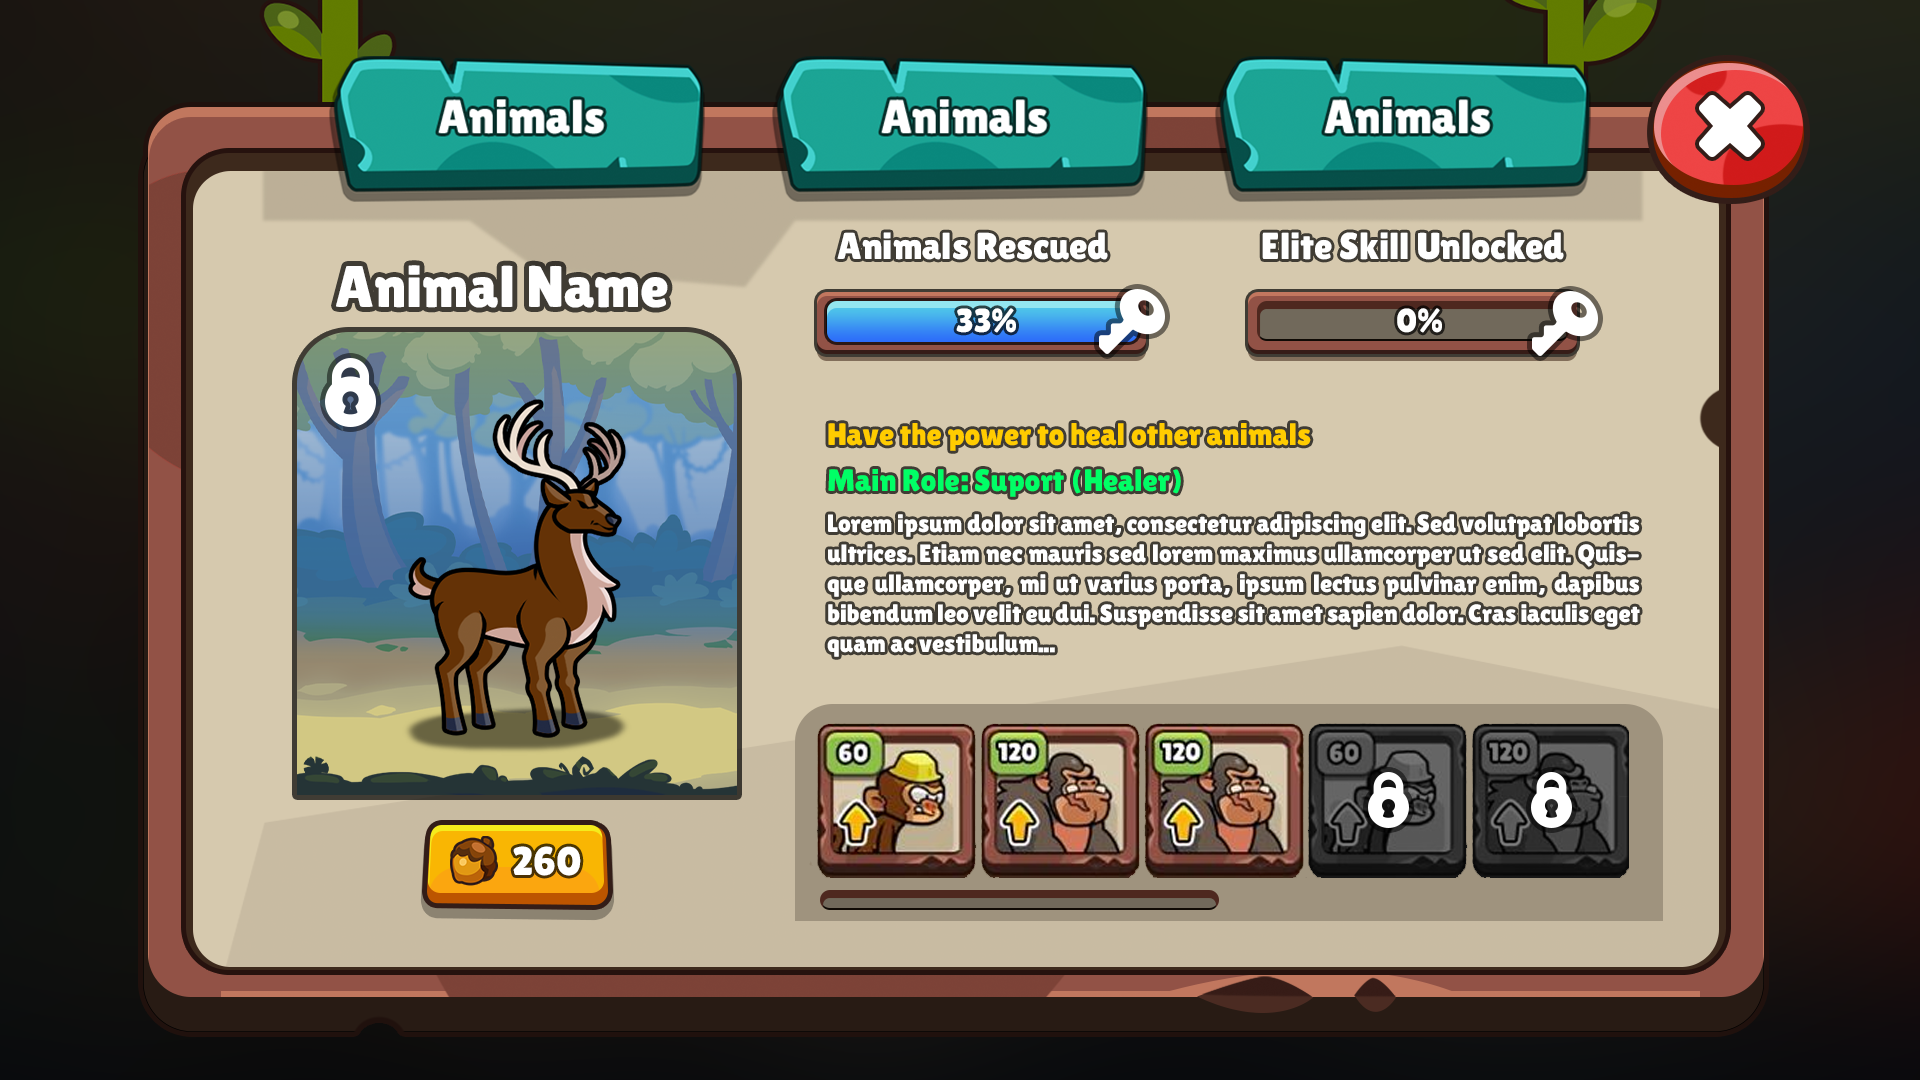 Animals
Animals
Animals
Animals Rescued
Elite Skill Unlocked
Animal Name
33%
0%
Have the power to heal other animals
Main Role: Suport (Healer)
Lorem ipsum dolor sit amet, consectetur adipiscing elit. Sed volutpat lobortis
ultrices. Etiam nec mauris sed lorem maximus ullamcorper ut sed elit. Quis-
que ullamcorper, mi ut varius porta, ipsum lectus pulvinar enim, dapibus
bibendum leo velit eu dui. Suspendisse sit amet sapien dolor. Cras iaculis eget
quam ac vestibulum...
60
120
120
60
120
260